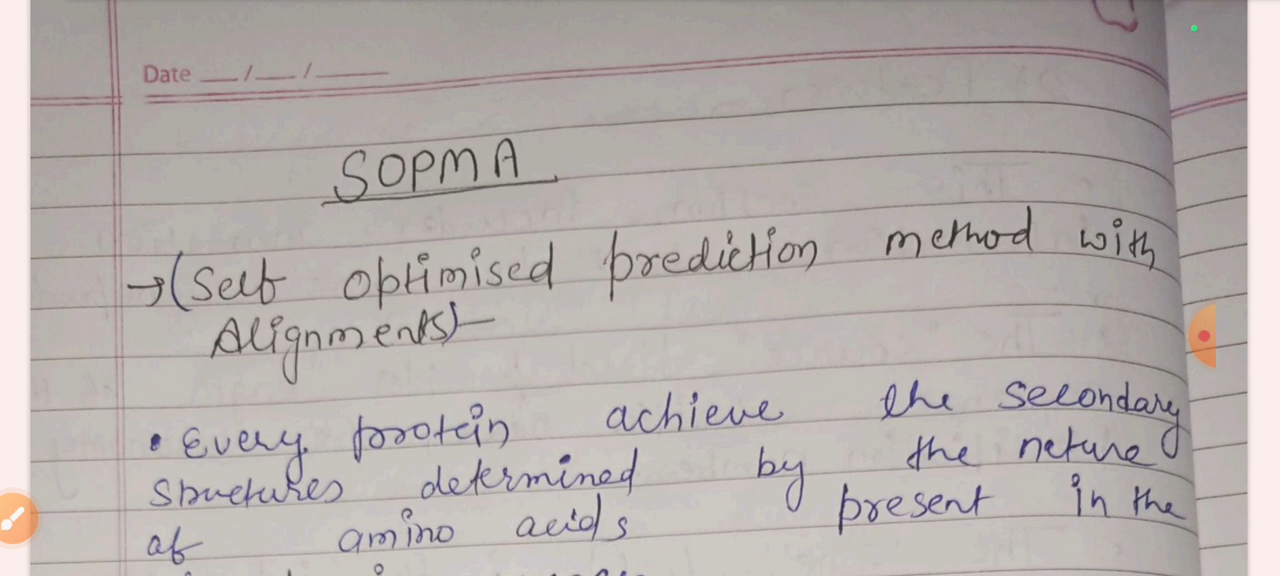 Date __/__/____
SOPMA
→(Self optimised prediction method with
Alignments)—
• Every protein achieve the secondary
structures determined by the nature
of amino acids present in the